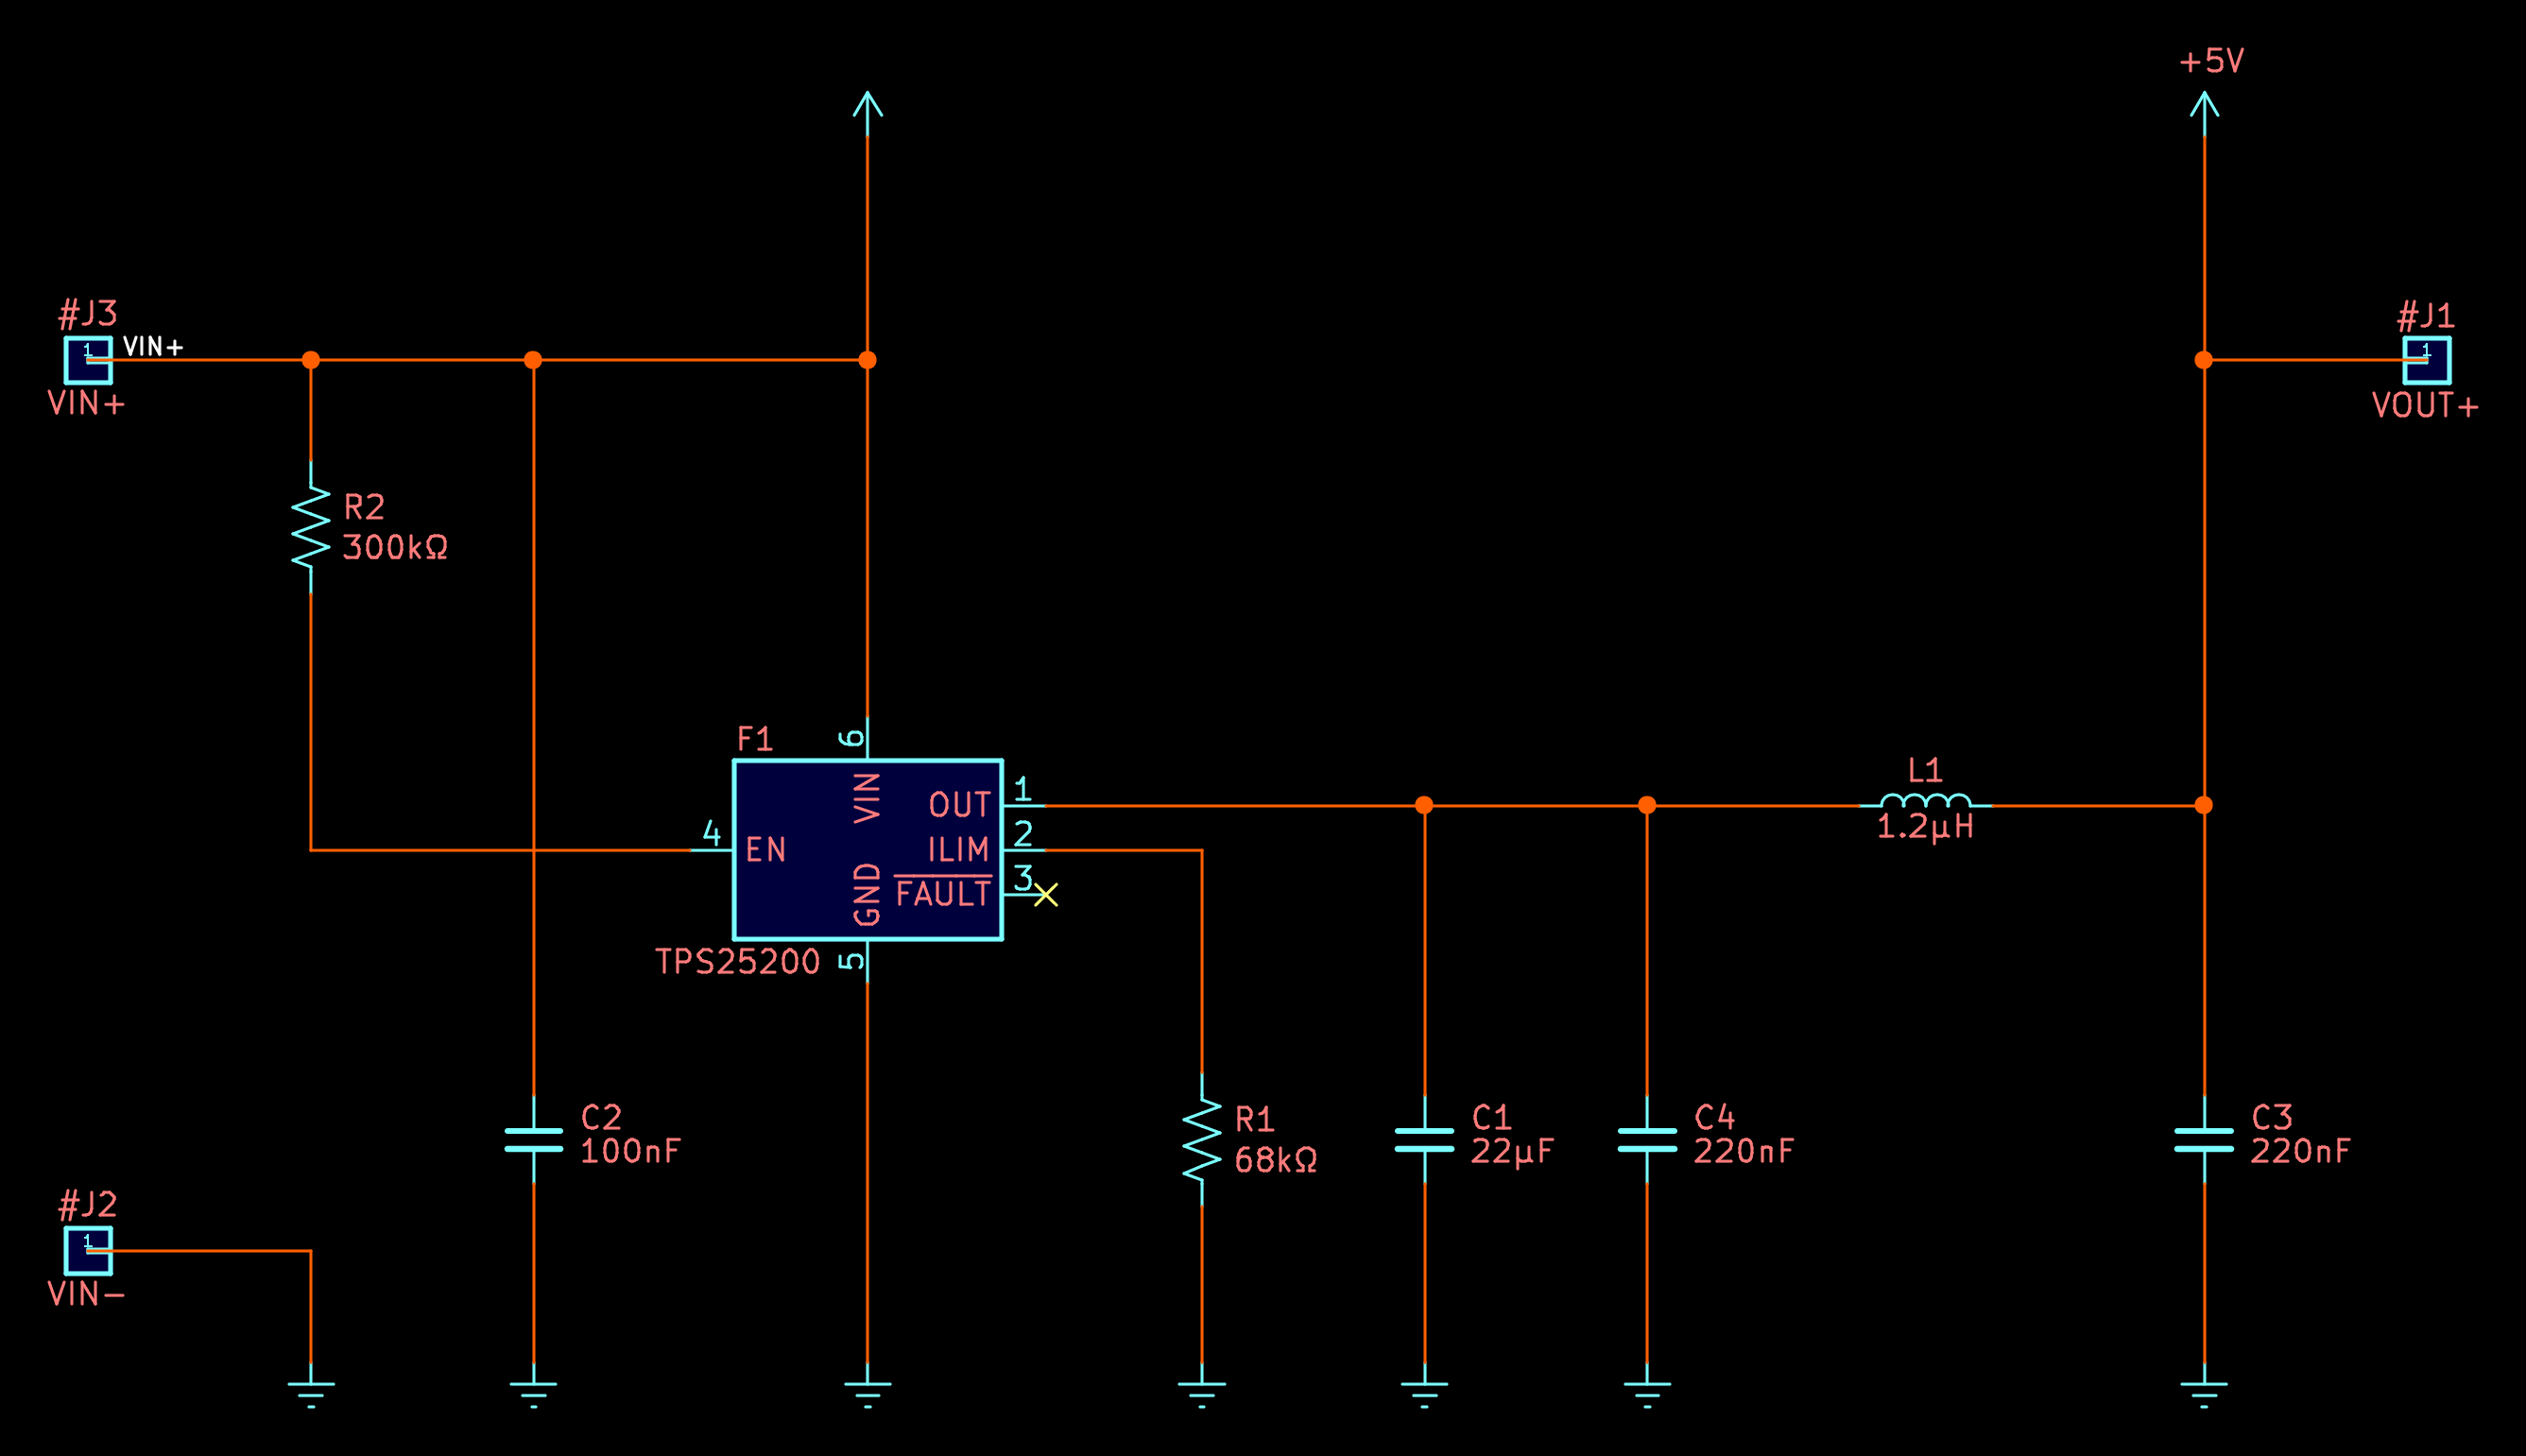 +5V
#J3
1
VIN+
VIN+
#J1
1
VOUT+
R2
300kΩ
F1
6
VIN
OUT
1
4
EN
ILIM
2
GND
FAULT
3
TPS25200
5
L1
1.2µH
C2
100nF
R1
68kΩ
C1
22µF
C4
220nF
C3
220nF
#J2
1
VIN-